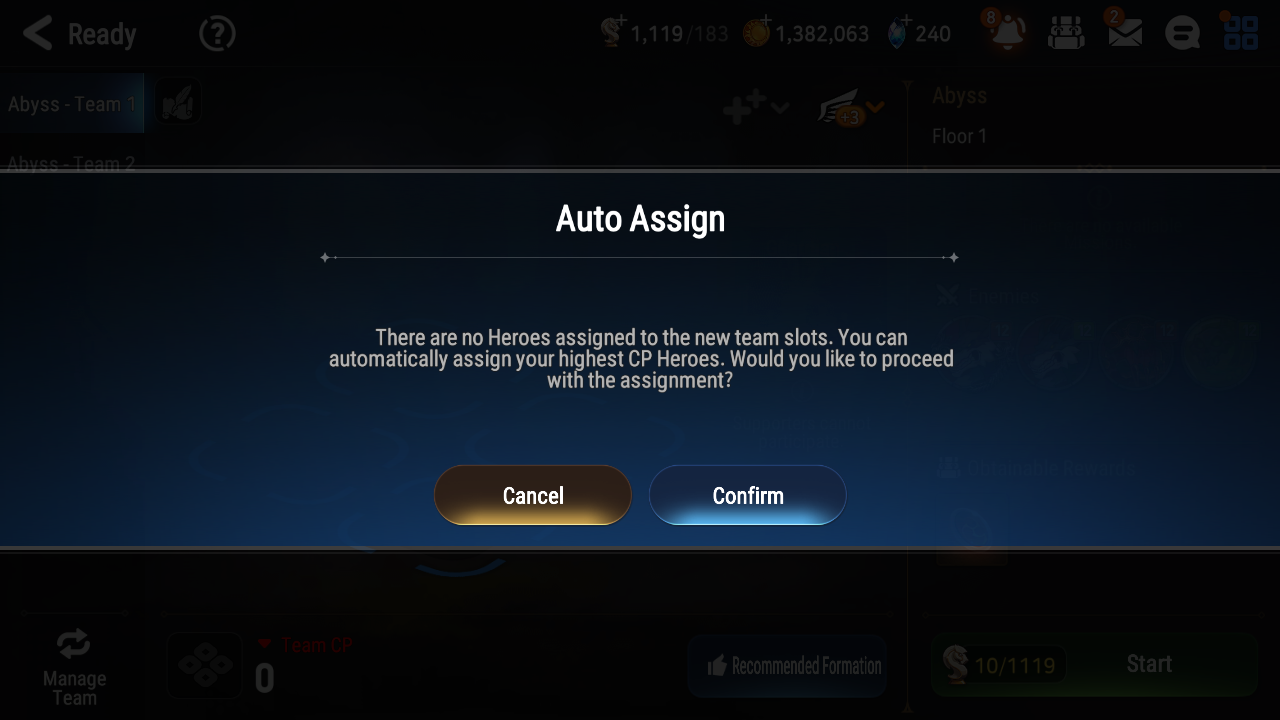 Ready
1,119/183
1,382,063
240
8
2
Abyss - Team 1
+3
Abyss
Floor 1
Abyss - Team 2
Auto Assign
There are no Heroes assigned to the new team slots. You can
automatically assign your highest CP Heroes. Would you like to proceed
with the assignment?
Cancel
Confirm
Manage
Team
Team CP
0
Recommended Formation
10/1119
Start